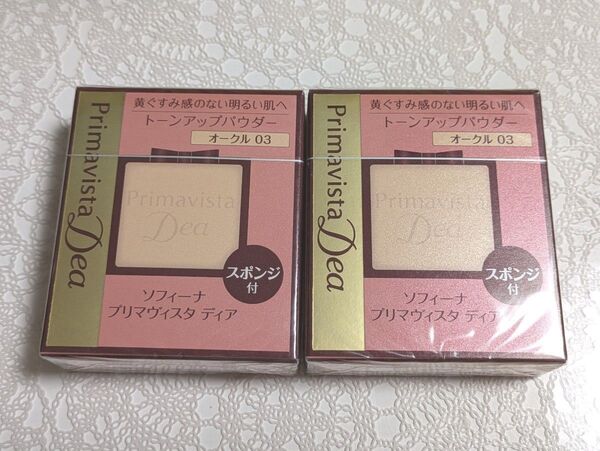 Primavista Dea
黄ぐすみ感のない明るい肌へ
トーンアップパウダー
オークル 03
Primavista
Dea
スポンジ
付
ソフィーナ
プリマヴィスタ ディア
Primavista Dea
黄ぐすみ感のない明るい肌へ
トーンアップパウダー
オークル 03
Primavista
Dea
スポンジ
付
ソフィーナ
プリマヴィスタ ディア